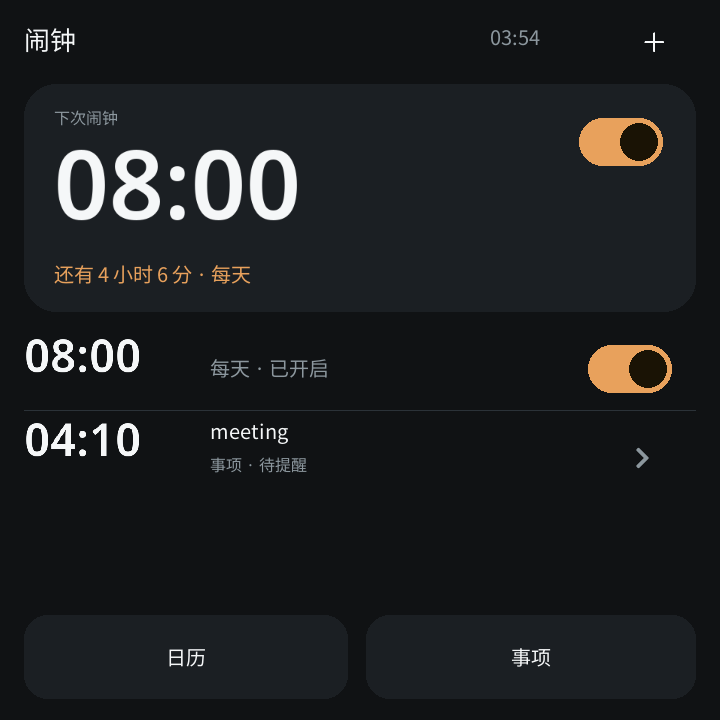 闹钟
03:54
下次闹钟
08:00
还有 4 小时 6 分 · 每天
08:00
每天 · 已开启
04:10
meeting
事项 · 待提醒
日历
事项